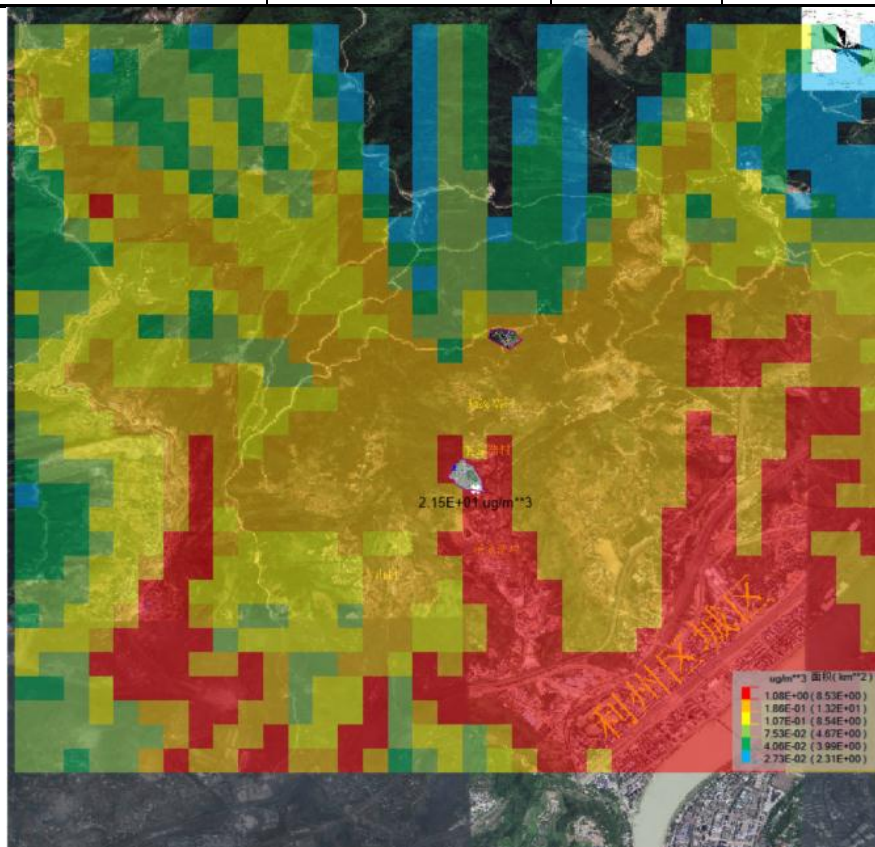 2.15E+01 ug/m**3
利州区城区
ug/m**3 面积(km**2)
1.08E+00 ( 8.53E+00 )
1.86E-01 ( 1.32E+01 )
1.07E-01 ( 8.54E+00 )
7.53E-02 ( 4.67E+00 )
4.06E-02 ( 3.99E+00 )
2.73E-02 ( 2.31E+00 )